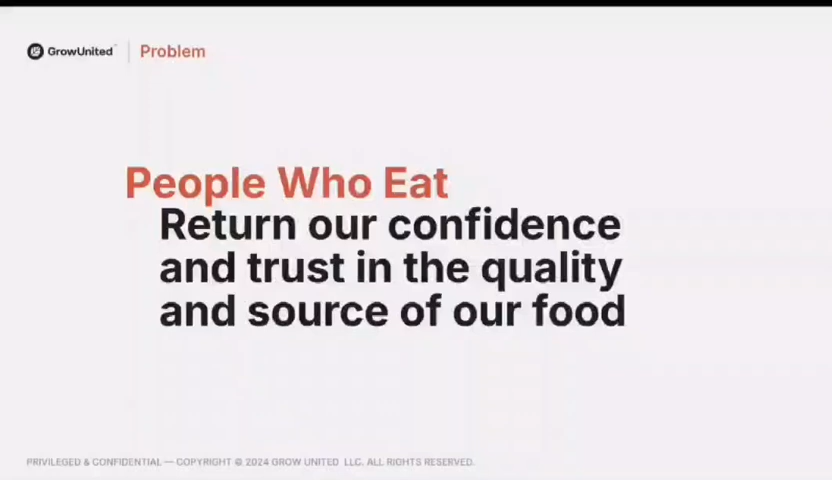 GrowUnited
Problem
People Who Eat
Return our confidence
and trust in the quality
and source of our food
PRIVILEGED & CONFIDENTIAL — COPYRIGHT © 2024 GROW UNITED LLC. ALL RIGHTS RESERVED.